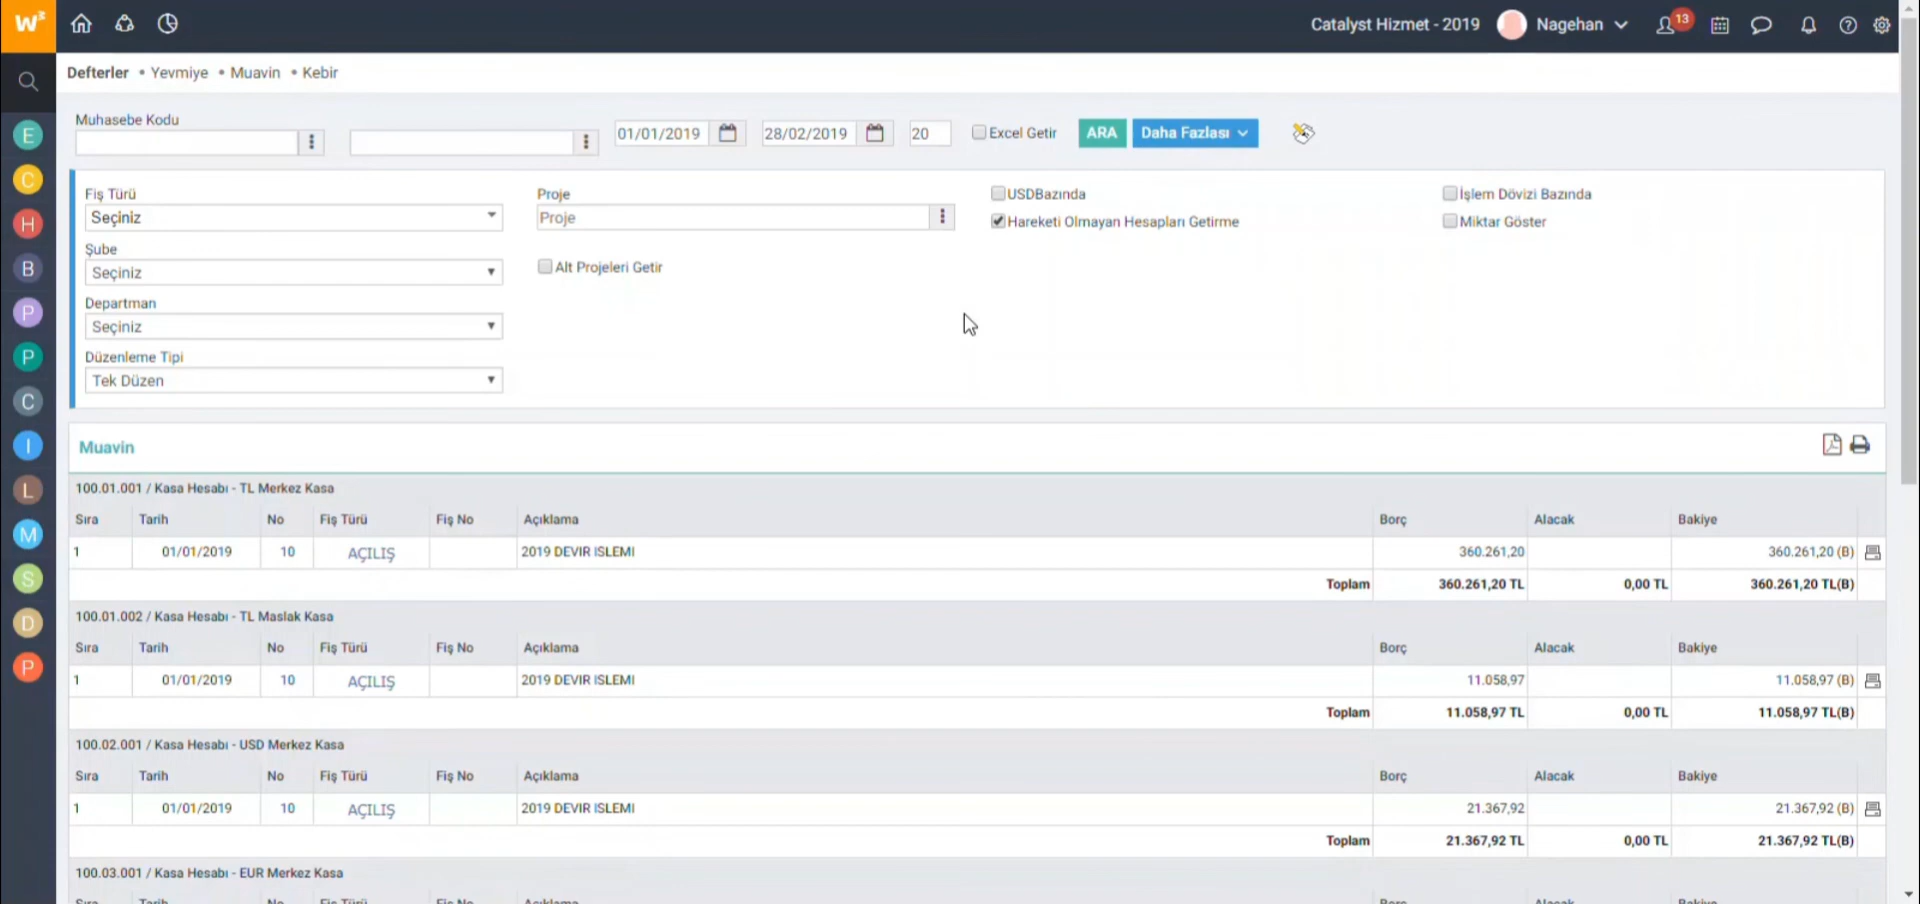 w³ Catalyst Hizmet - 2019 Nagehan 13
Defterler • Yevmiye • Muavin • Kebir
E
C
H
B
P
P
C
I
L
M
S
D
P
Muhasebe Kodu
01/01/2019 28/02/2019 20 Excel Getir ARA Daha Fazlası
Fiş Türü
Seçiniz
Şube
Seçiniz
Departman
Seçiniz
Düzenleme Tipi
Tek Düzen
Proje
Proje
Alt Projeleri Getir
USDBazında
Hareketi Olmayan Hesapları Getirme
İşlem Dövizi Bazında
Miktar Göster
Muavin
100.01.001 / Kasa Hesabı - TL Merkez Kasa
Sıra Tarih No Fiş Türü Fiş No Açıklama Borç Alacak Bakiye
1 01/01/2019 10 AÇILIŞ 2019 DEVIR ISLEMI 360.261,20 360.261,20 (B)
Toplam 360.261,20 TL 0,00 TL 360.261,20 TL(B)
100.01.002 / Kasa Hesabı - TL Maslak Kasa
Sıra Tarih No Fiş Türü Fiş No Açıklama Borç Alacak Bakiye
1 01/01/2019 10 AÇILIŞ 2019 DEVIR ISLEMI 11.058,97 11.058,97 (B)
Toplam 11.058,97 TL 0,00 TL 11.058,97 TL(B)
100.02.001 / Kasa Hesabı - USD Merkez Kasa
Sıra Tarih No Fiş Türü Fiş No Açıklama Borç Alacak Bakiye
1 01/01/2019 10 AÇILIŞ 2019 DEVIR ISLEMI 21.367,92 21.367,92 (B)
Toplam 21.367,92 TL 0,00 TL 21.367,92 TL(B)
100.03.001 / Kasa Hesabı - EUR Merkez Kasa
Sıra Tarih No Fiş Türü Fiş No Açıklama Borç Alacak Bakiye